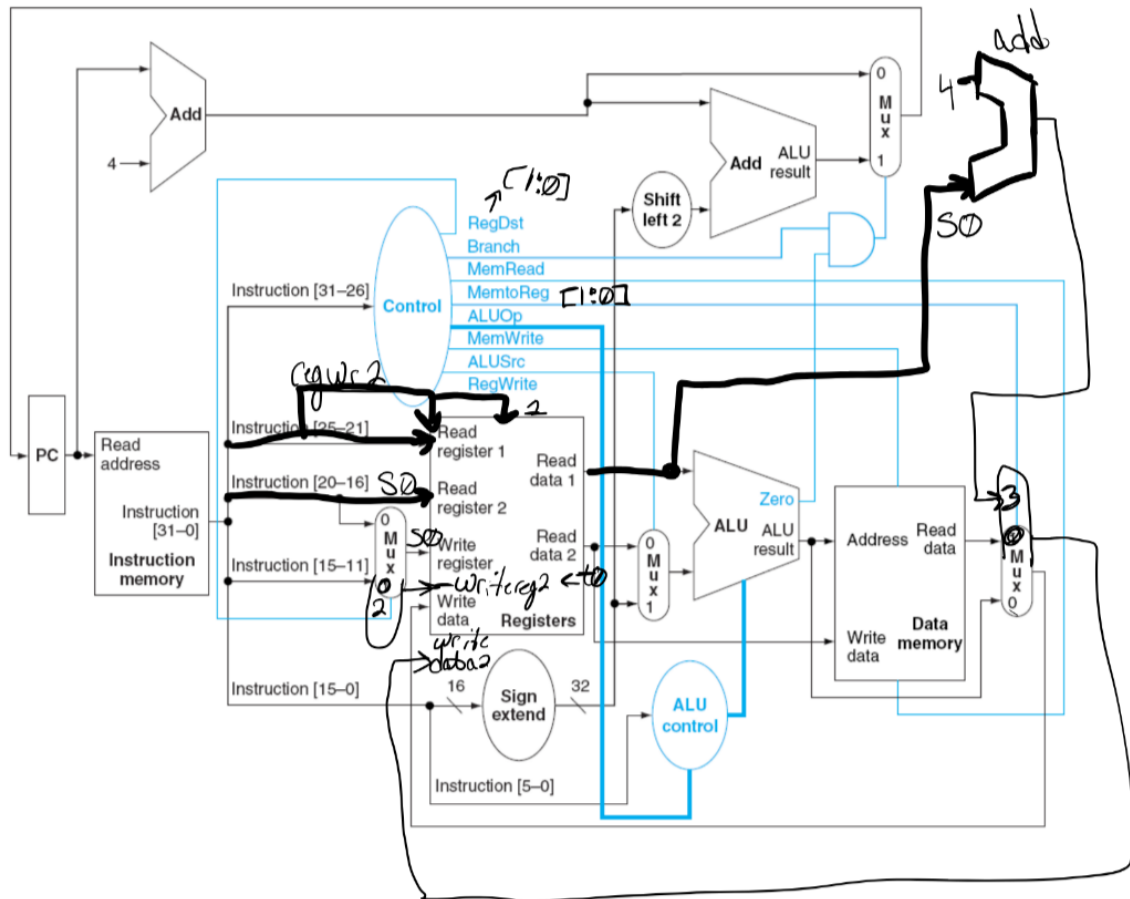 add
4
0
M
u
x
1
Add
4
Add
ALU
result
[1:0]
Shift
left 2
S0
RegDst
Branch
MemRead
MemtoReg
[1:0]
ALUOp
MemWrite
ALUSrc
RegWrite
Instruction [31–26]
Control
regwr2
2
Instruction [25–21]
Read
register 1
PC
Read
address
Instruction
[31–0]
Instruction
memory
Instruction [20–16]
S0
Read
register 2
Read
data 1
Zero
ALU
ALU
result
3
0
M
u
x
S0
Write
register
Read
data 2
0
M
u
x
1
Address
Read
data
0
M
u
x
0
Instruction [15–11]
0
2
writereg2
t0
Write
data
Registers
Write
data
Data
memory
write
data2
Instruction [15–0]
16
Sign
extend
32
ALU
control
Instruction [5–0]